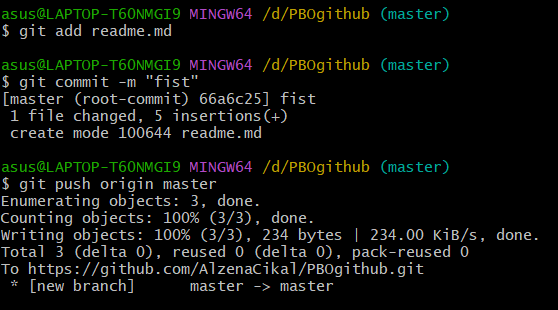 asus@LAPTOP-T6ONMGI9 MINGW64 /d/PBOgithub (master)
$ git add readme.md
asus@LAPTOP-T6ONMGI9 MINGW64 /d/PBOgithub (master)
$ git commit -m "fist"
[master (root-commit) 66a6c25] fist
 1 file changed, 5 insertions(+)
 create mode 100644 readme.md
asus@LAPTOP-T6ONMGI9 MINGW64 /d/PBOgithub (master)
$ git push origin master
Enumerating objects: 3, done.
Counting objects: 100% (3/3), done.
Writing objects: 100% (3/3), 234 bytes | 234.00 KiB/s, done.
Total 3 (delta 0), reused 0 (delta 0), pack-reused 0
To https://github.com/AlzenaCikal/PBOgithub.git
 * [new branch]      master -> master